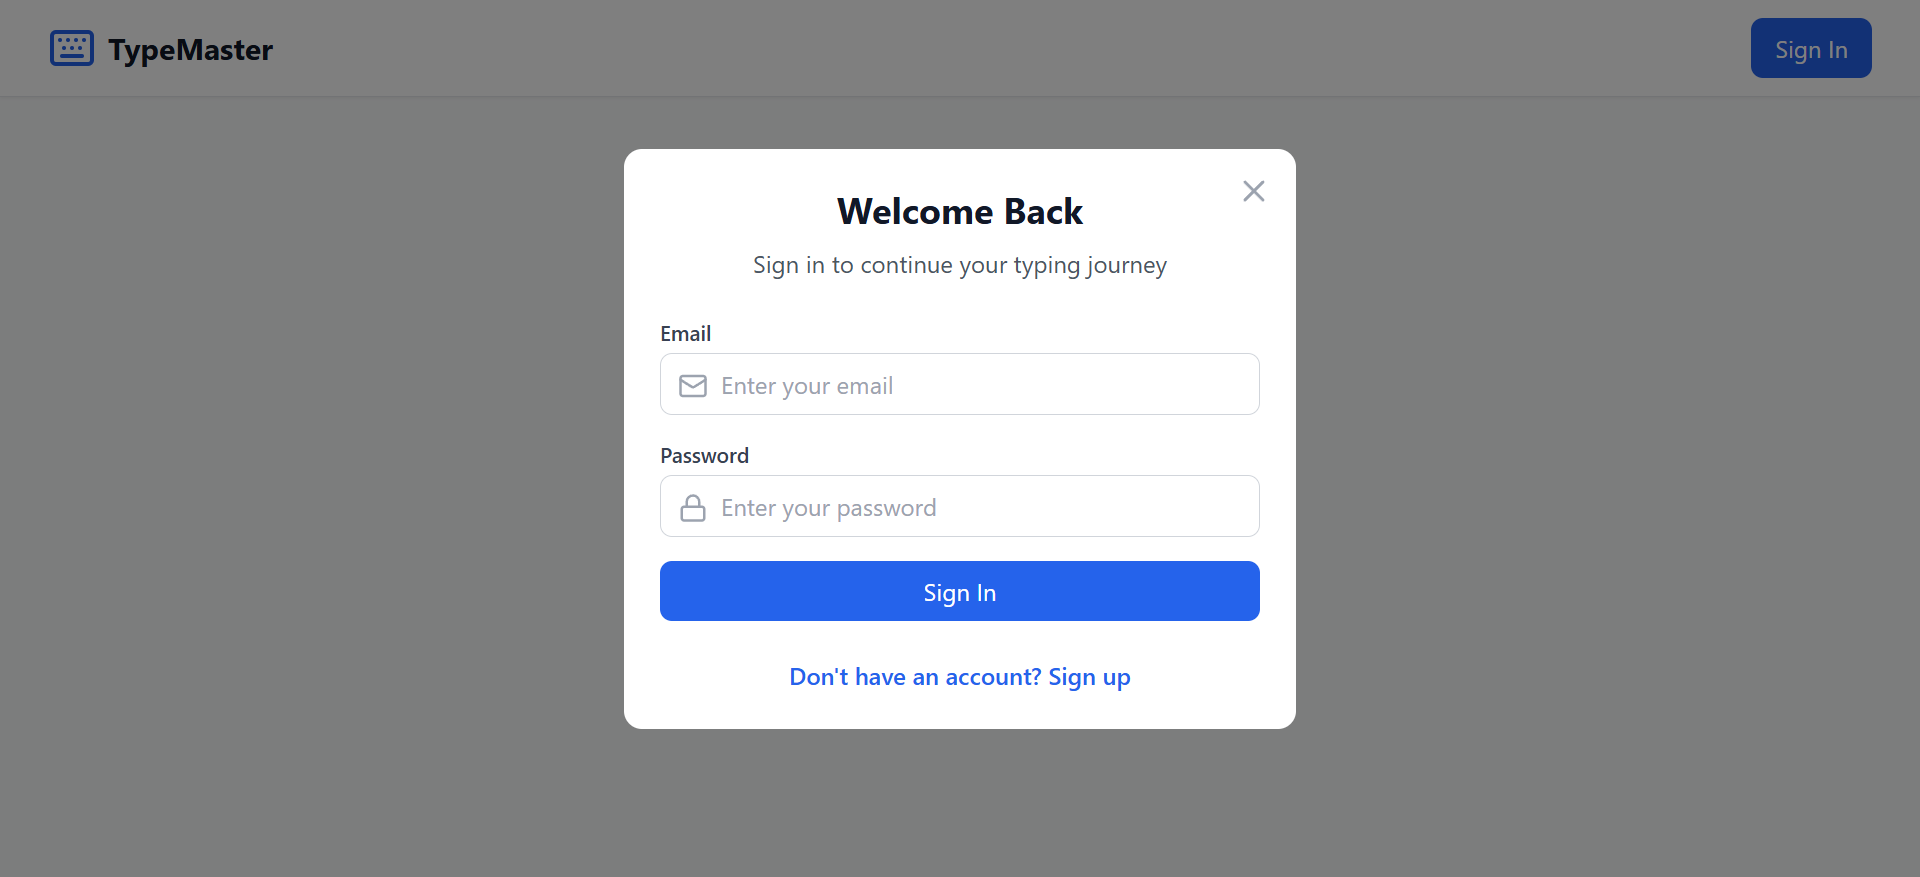 TypeMaster
Sign In
Welcome Back
Sign in to continue your typing journey
Email
Enter your email
Password
Enter your password
Sign In
Don't have an account? Sign up